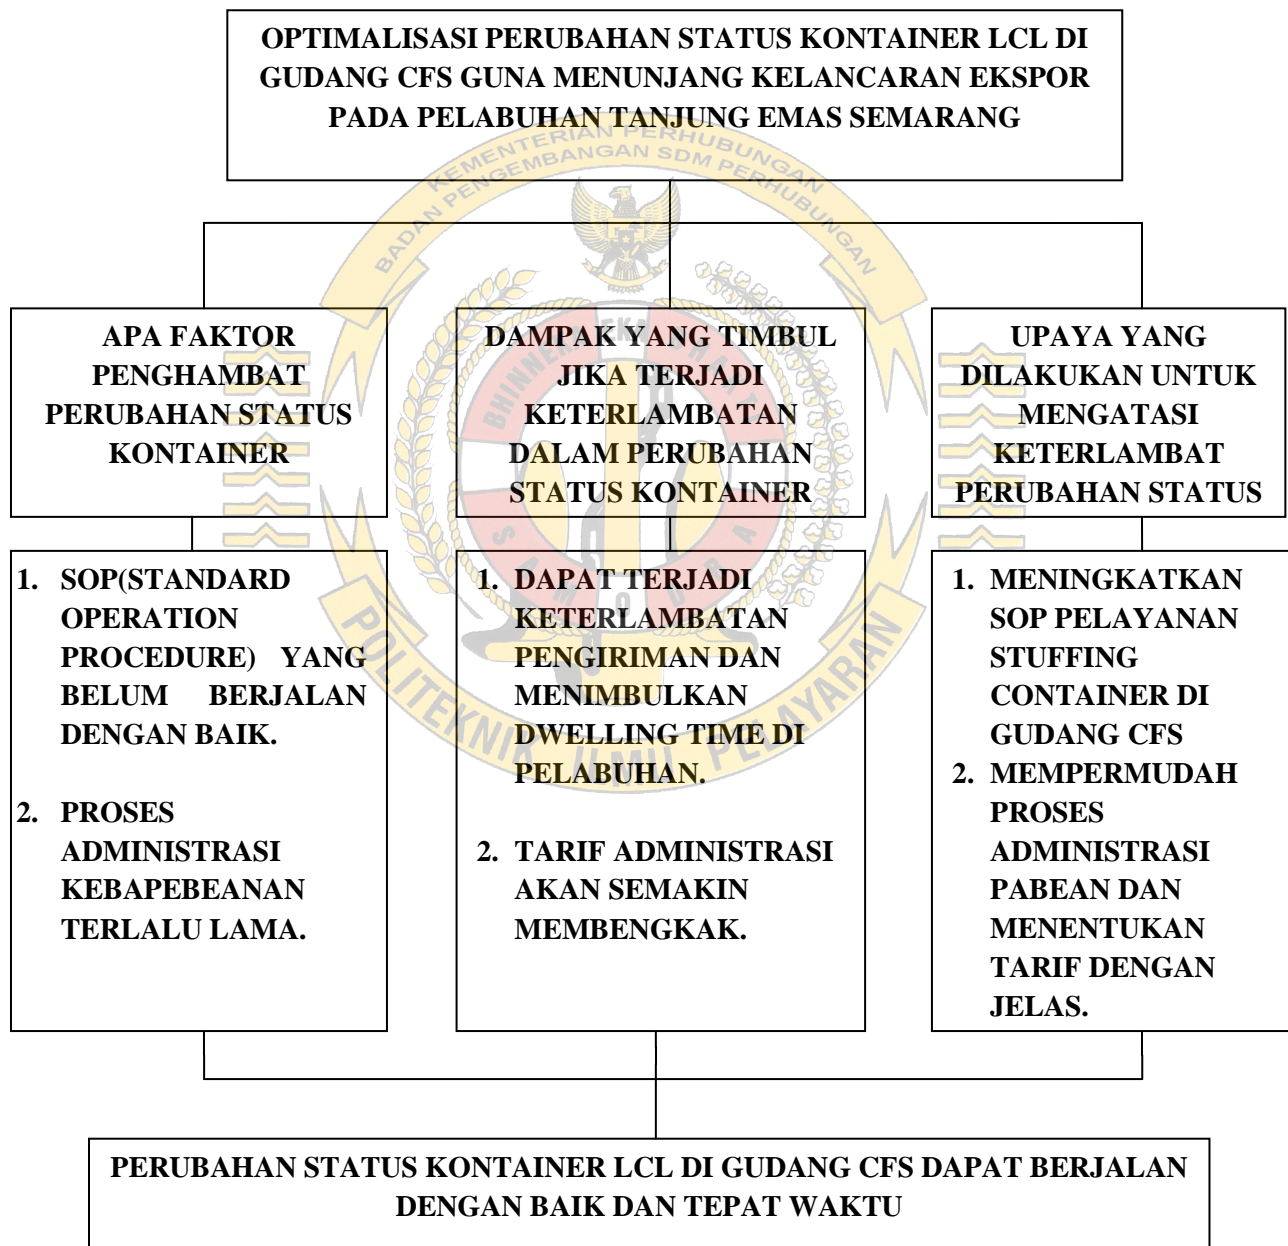 OPTIMALISASI PERUBAHAN STATUS KONTAINER LCL DI
GUDANG CFS GUNA MENUNJANG KELANCARAN EKSPOR
PADA PELABUHAN TANJUNG EMAS SEMARANG
KEMENTERIAN PERHUBUNGAN
BADAN PENGEMBANGAN SDM PERHUBUNGAN
APA FAKTOR
PENGHAMBAT
PERUBAHAN STATUS
KONTAINER
DAMPAK YANG TIMBUL
JIKA TERJADI
KETERLAMBATAN
DALAM PERUBAHAN
STATUS KONTAINER
UPAYA YANG
DILAKUKAN UNTUK
MENGATASI
KETERLAMBAT
PERUBAHAN STATUS
1. SOP(STANDARD
OPERATION
PROCEDURE) YANG
BELUM BERJALAN
DENGAN BAIK.
2. PROSES
ADMINISTRASI
KEBAPEBEANAN
TERLALU LAMA.
1. DAPAT TERJADI
KETERLAMBATAN
PENGIRIMAN DAN
MENIMBULKAN
DWELLING TIME DI
PELABUHAN.
2. TARIF ADMINISTRASI
AKAN SEMAKIN
MEMBENGKAK.
1. MENINGKATKAN
SOP PELAYANAN
STUFFING
CONTAINER DI
GUDANG CFS
2. MEMPERMUDAH
PROSES
ADMINISTRASI
PABEAN DAN
MENENTUKAN
TARIF DENGAN
JELAS.
POLITEKNIK ILMU PELAYARAN
PERUBAHAN STATUS KONTAINER LCL DI GUDANG CFS DAPAT BERJALAN
DENGAN BAIK DAN TEPAT WAKTU